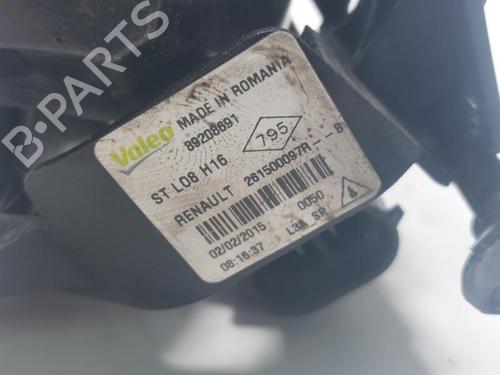 Valeo
MADE IN ROMANIA
89208691
ST L08 H16
795
RENAULT 261500097R---B
02/02/2015 0050
08:16:37 L3A_SP
B-PARTS